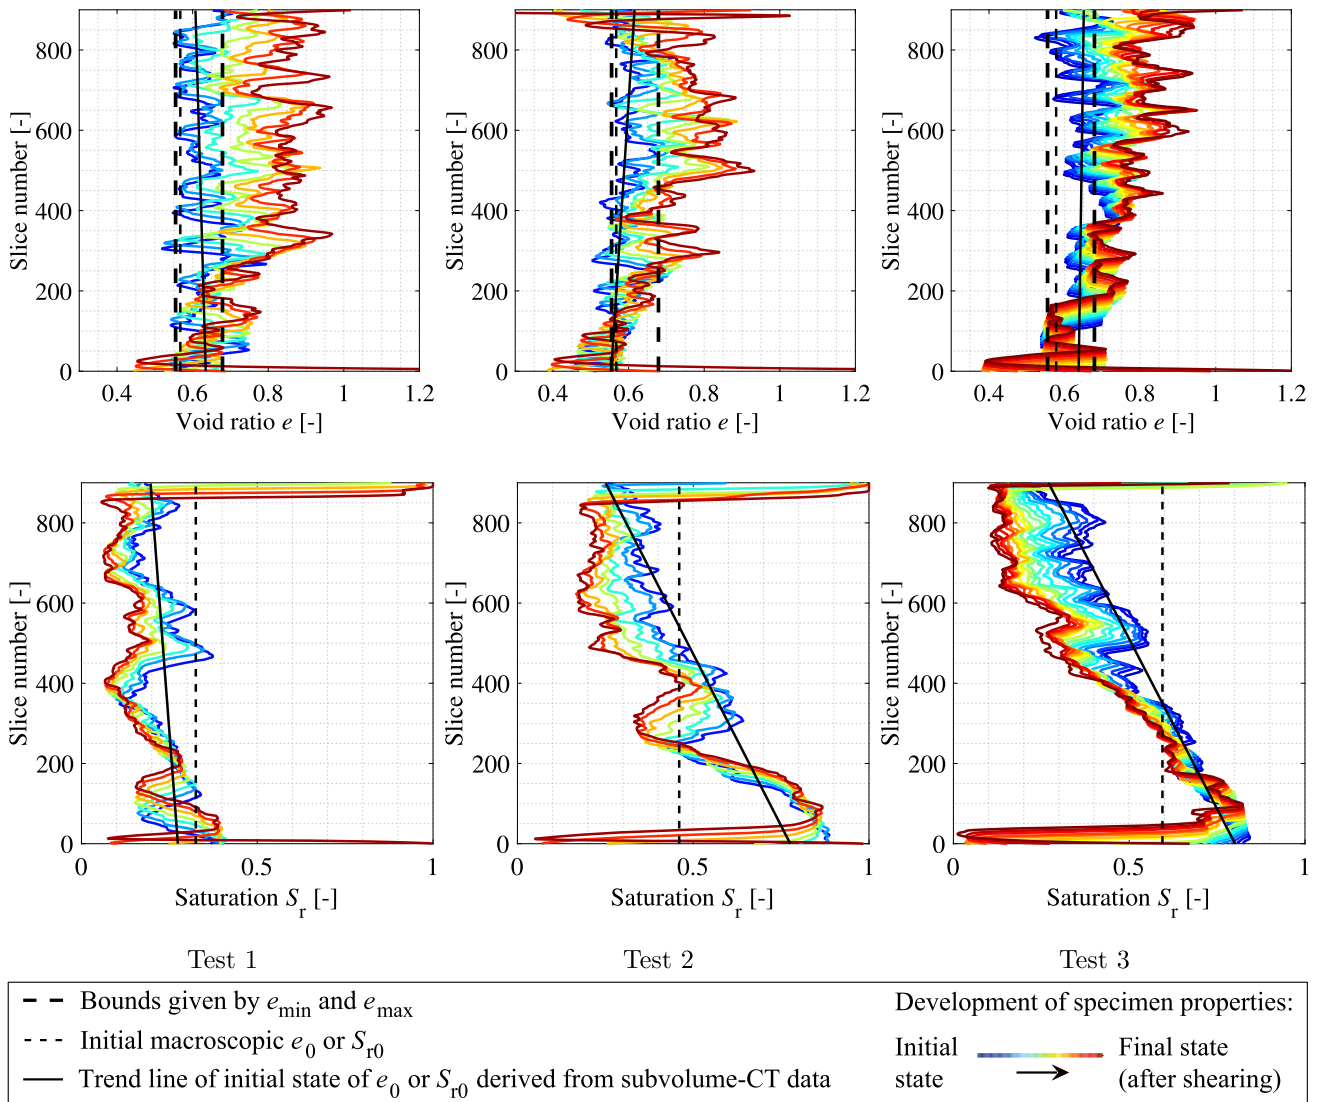 800
600
400
200
0
Slice number [-]
0.4 0.6 0.8 1 1.2
Void ratio e [-]
800
600
400
200
0
Slice number [-]
0.4 0.6 0.8 1 1.2
Void ratio e [-]
800
600
400
200
0
Slice number [-]
0.4 0.6 0.8 1 1.2
Void ratio e [-]
800
600
400
200
0
Slice number [-]
0 0.5 1
Saturation Sr [-]
800
600
400
200
0
Slice number [-]
0 0.5 1
Saturation Sr [-]
800
600
400
200
0
Slice number [-]
0 0.5 1
Saturation Sr [-]
Test 1
Test 2
Test 3
Bounds given by emin and emax
Initial macroscopic e0 or Sr0
Trend line of initial state of e0 or Sr0 derived from subvolume-CT data
Development of specimen properties:
Initial
state
Final state
(after shearing)